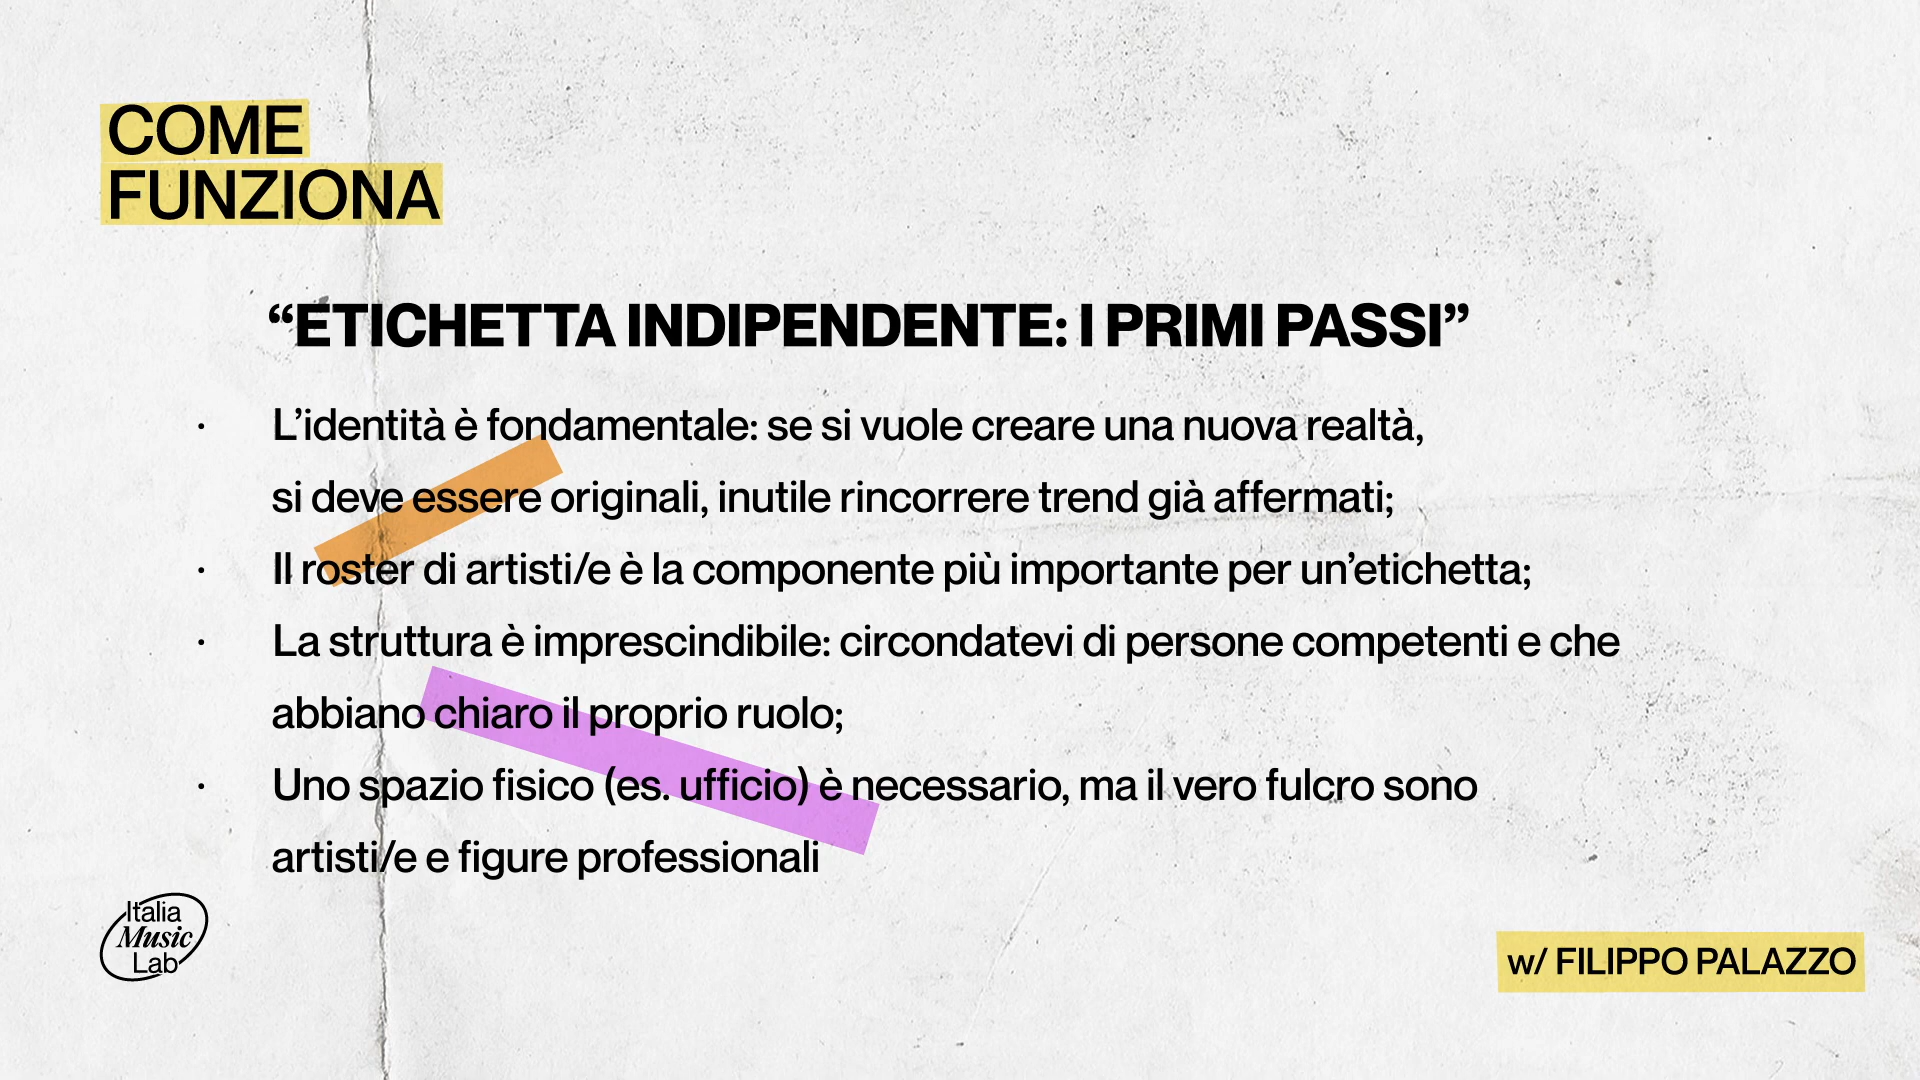 COME
FUNZIONA
“ETICHETTA INDIPENDENTE: I PRIMI PASSI”
· L’identità è fondamentale: se si vuole creare una nuova realtà,
si deve essere originali, inutile rincorrere trend già affermati;
· Il roster di artisti/e è la componente più importante per un’etichetta;
· La struttura è imprescindibile: circondatevi di persone competenti e che
abbiano chiaro il proprio ruolo;
· Uno spazio fisico (es. ufficio) è necessario, ma il vero fulcro sono
artisti/e e figure professionali
Italia
Music
Lab
w/ FILIPPO PALAZZO